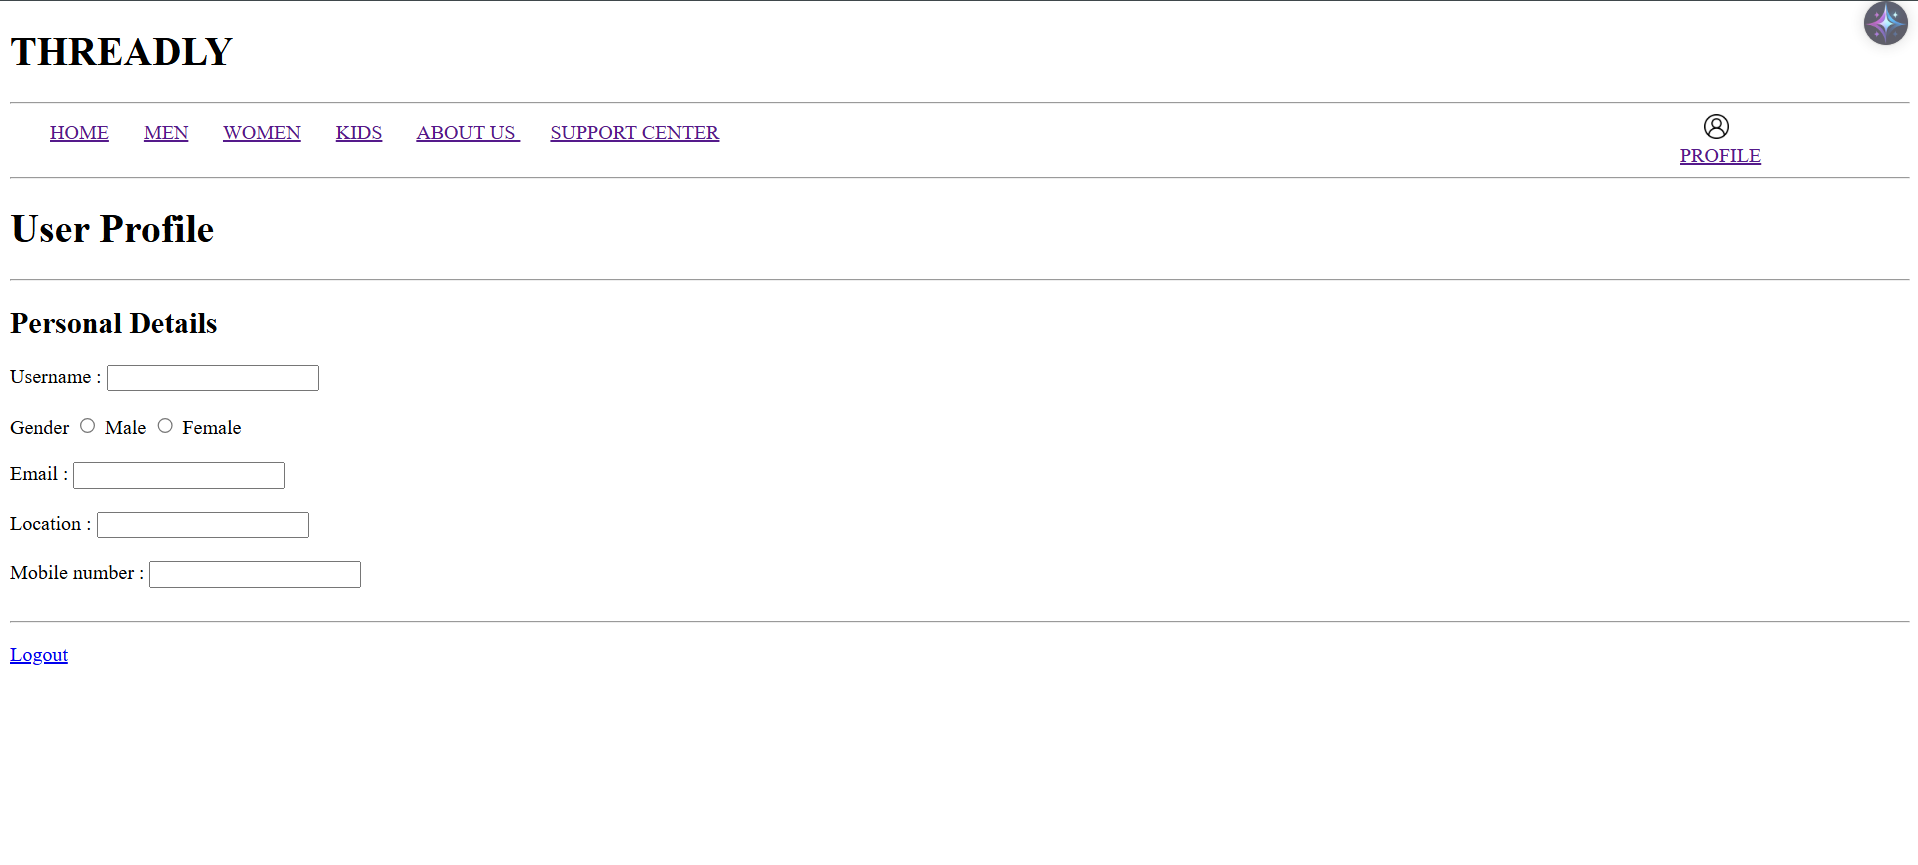 THREADLY
HOME MEN WOMEN KIDS ABOUT US SUPPORT CENTER
PROFILE
User Profile
Personal Details
Username :
Gender Male Female
Email :
Location :
Mobile number :
Logout